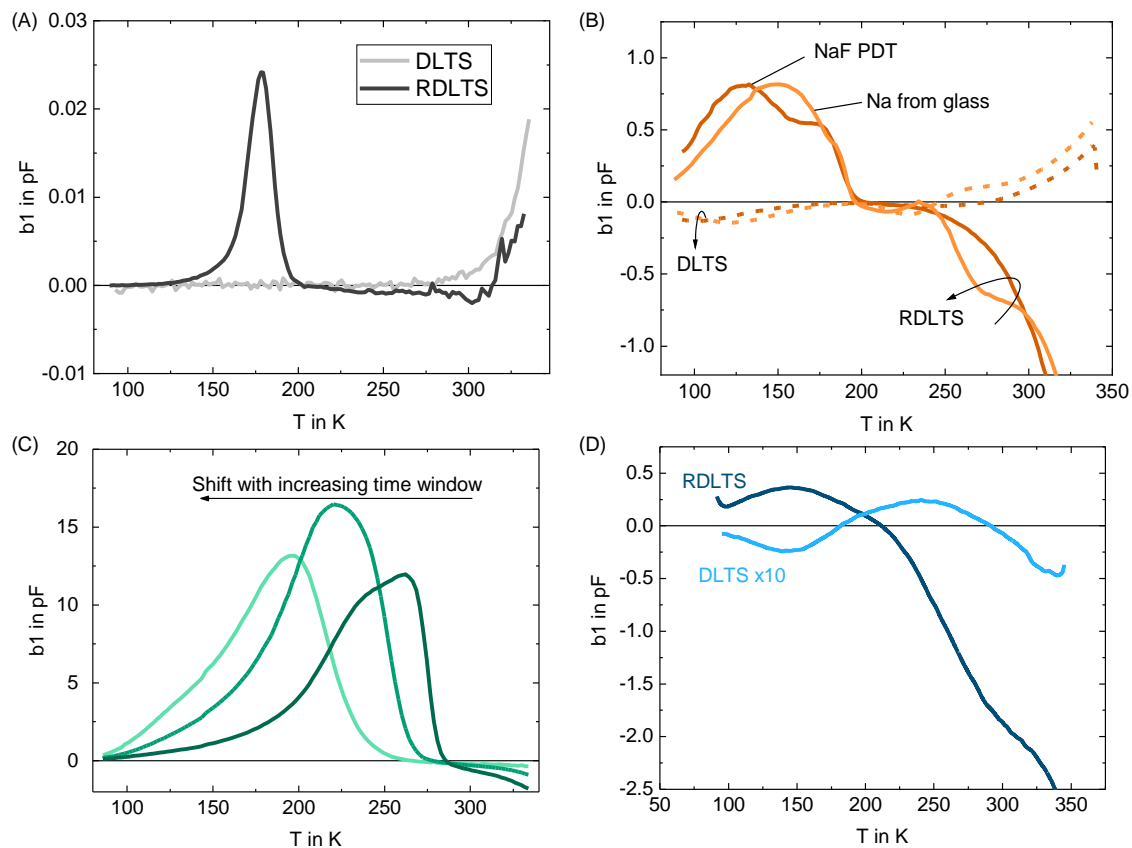 (A)
0.03
0.02
0.01
0.00
-0.01
b1 in pF
DLTS
RDLTS
100 150 200 250 300
T in K
(B)
1.0
0.5
0.0
-0.5
-1.0
b1 in pF
NaF PDT
Na from glass
DLTS
RDLTS
100 150 200 250 300 350
T in K
(C)
20
15
10
5
0
b1 in pF
Shift with increasing time window
100 150 200 250 300
T in K
(D)
0.5
0.0
-0.5
-1.0
-1.5
-2.0
-2.5
b1 in pF
RDLTS
DLTS x10
50 100 150 200 250 300 350
T in K